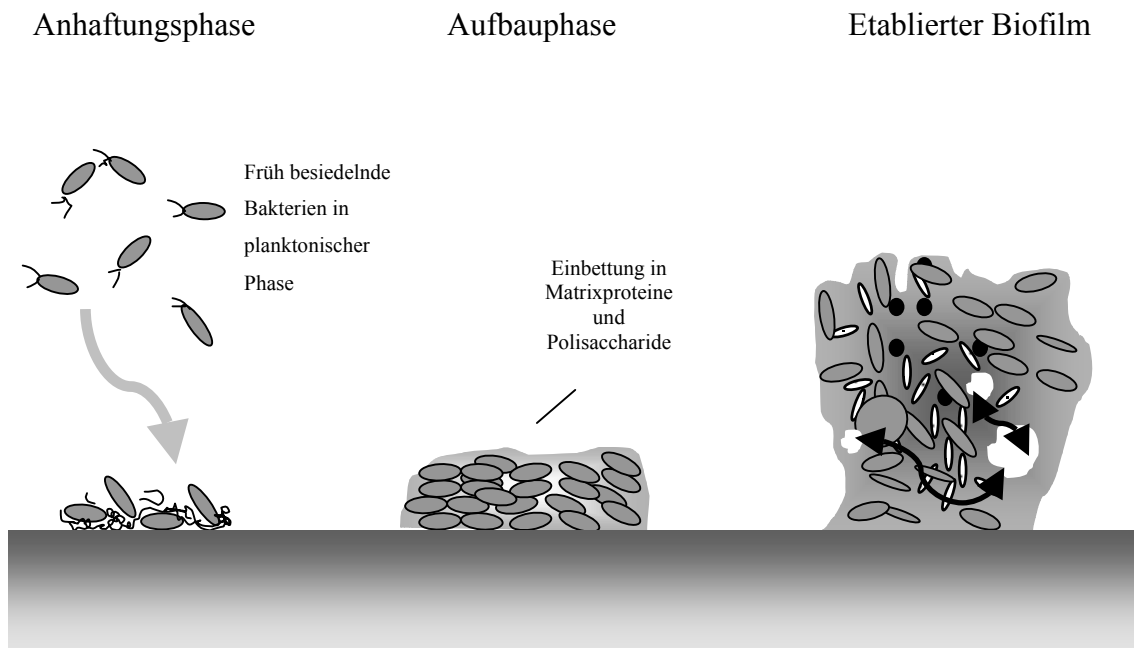 Anhaftungsphase
Aufbauphase
Etablierter Biofilm
Früh besiedelnde
Bakterien in
planktonischer
Phase
Einbettung in
Matrixproteine
und
Polisaccharide